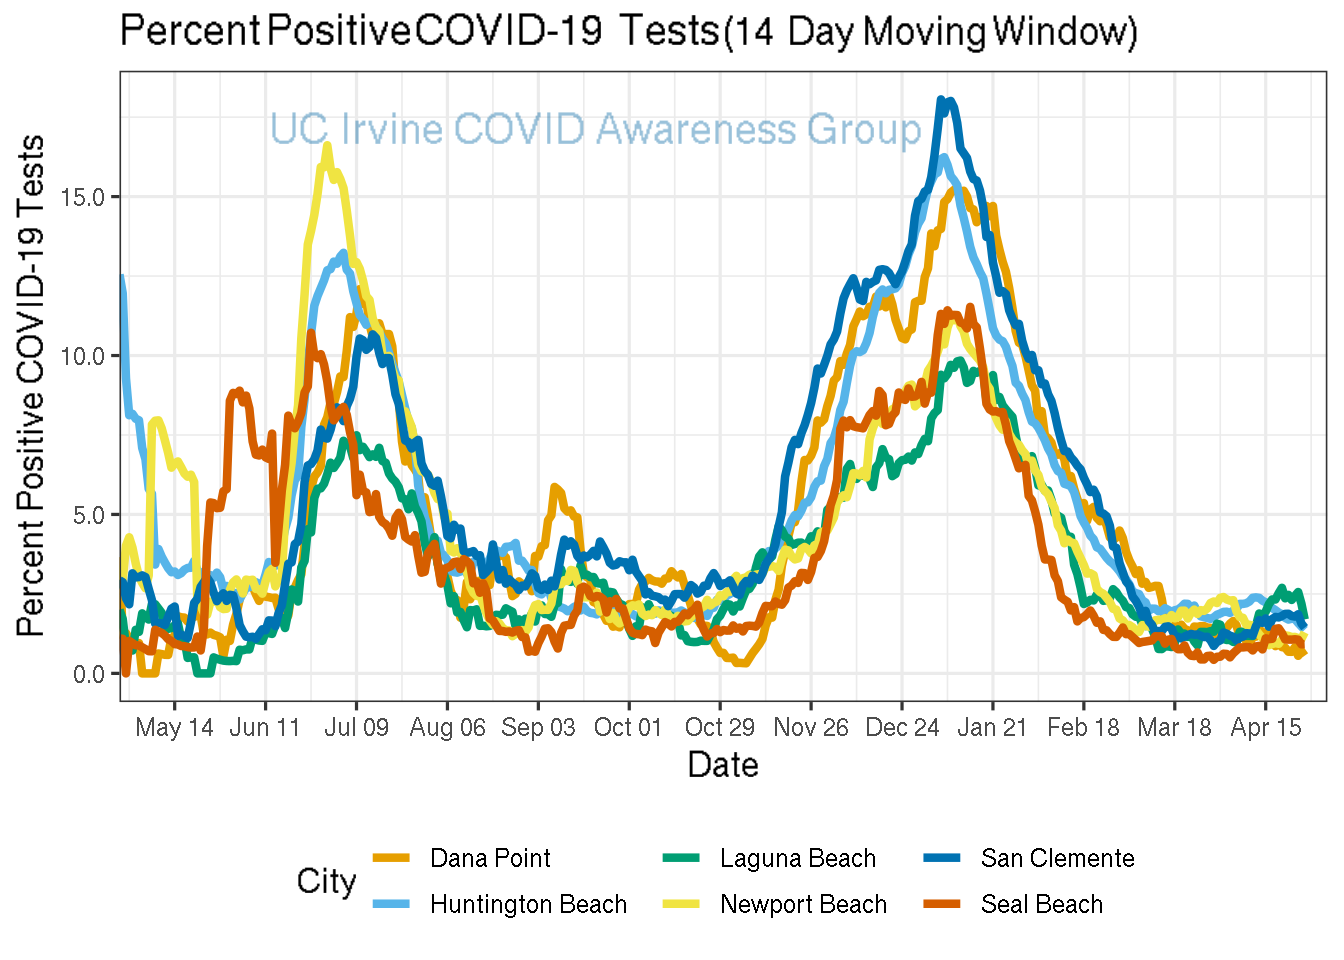 Percent Positive COVID-19 Tests (14 Day Moving Window)
UC Irvine COVID Awareness Group
Percent Positive COVID-19 Tests
15.0
10.0
5.0
0.0
May 14 Jun 11 Jul 09 Aug 06 Sep 03 Oct 01 Oct 29 Nov 26 Dec 24 Jan 21 Feb 18 Mar 18 Apr 15
Date
City
Dana Point Laguna Beach San Clemente
Huntington Beach Newport Beach Seal Beach